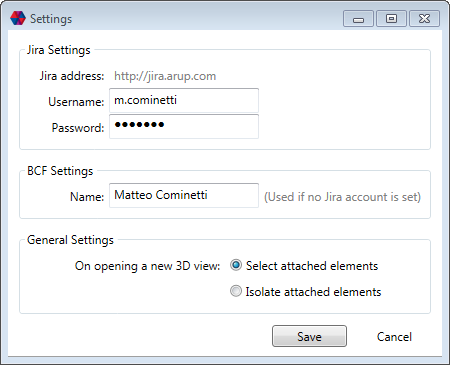 Settings
Jira Settings
Jira address: http://jira.arup.com
Username: m.cominetti
Password: •••••••
BCF Settings
Name: Matteo Cominetti (Used if no Jira account is set)
General Settings
On opening a new 3D view: Select attached elements
Isolate attached elements
Save Cancel